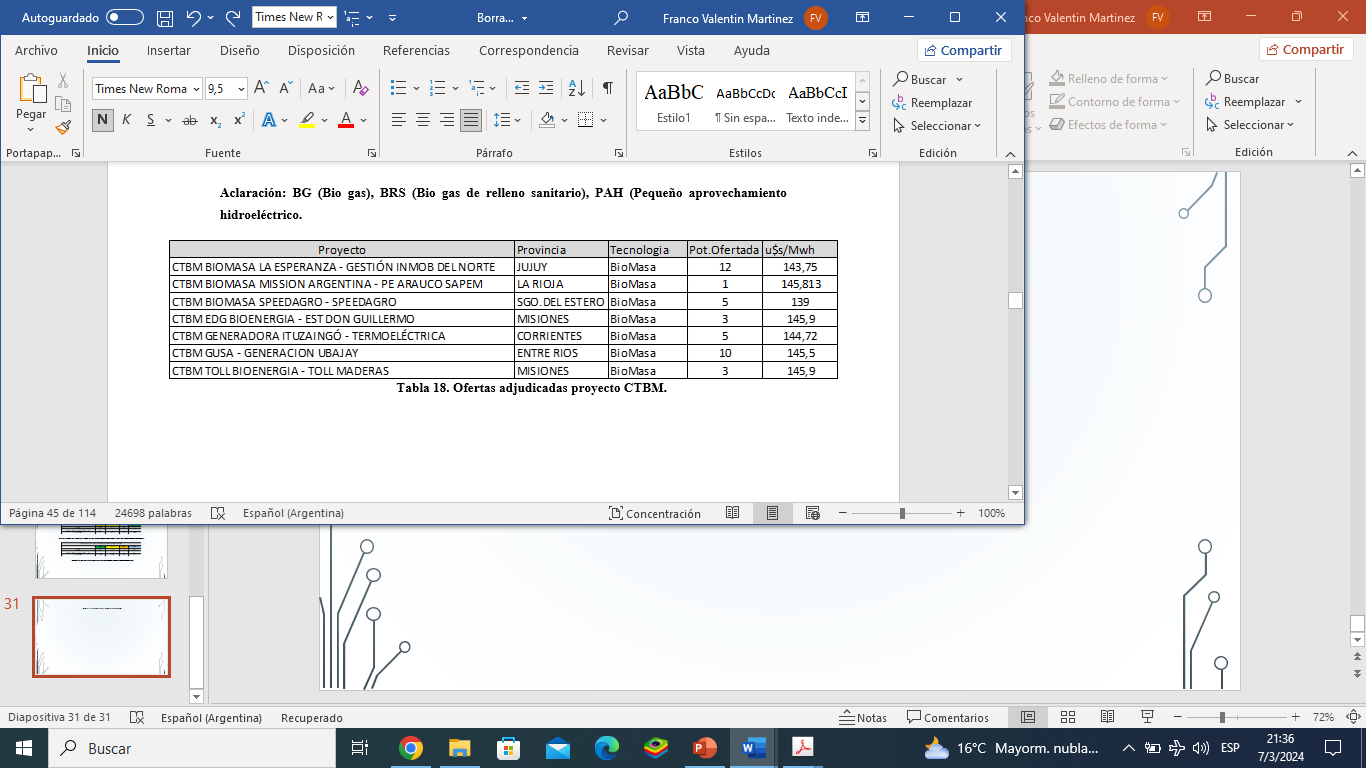 Autoguardado Times New R Borra... Franco Valentin Martinez FV
nco Valentin Martinez FV
Archivo Inicio Insertar Diseño Disposición Referencias Correspondencia Revisar Vista Ayuda Compartir
Compartir
Pegar
Times New Roma 9,5 A A Aa A
N K S ab x2 x2 A A
Portapap... Fuente Párrafo
AaBbC AaBbCcDc AaBbCcI
Estilo1 ¶ Sin espa... Texto inde...
Estilos
Buscar
Reemplazar
Seleccionar
Edición
Relleno de forma
Contorno de forma
Efectos de forma
Buscar
Reemplazar
Seleccionar
Edición
Aclaración: BG (Bio gas), BRS (Bio gas de relleno sanitario), PAH (Pequeño aprovechamiento
hidroeléctrico.
Proyecto Provincia Tecnologia Pot.Ofertada u$s/Mwh
CTBM BIOMASA LA ESPERANZA - GESTIÓN INMOB DEL NORTE JUJUY BioMasa 12 143,75
CTBM BIOMASA MISSION ARGENTINA - PE ARAUCO SAPEM LA RIOJA BioMasa 1 145,813
CTBM BIOMASA SPEEDAGRO - SPEEDAGRO SGO.DEL ESTERO BioMasa 5 139
CTBM EDG BIOENERGIA - EST DON GUILLERMO MISIONES BioMasa 3 145,9
CTBM GENERADORA ITUZAINGÓ - TERMOELÉCTRICA CORRIENTES BioMasa 5 144,72
CTBM GUSA - GENERACION UBAJAY ENTRE RIOS BioMasa 10 145,5
CTBM TOLL BIOENERGIA - TOLL MADERAS MISIONES BioMasa 3 145,9
Tabla 18. Ofertas adjudicadas proyecto CTBM.
Página 45 de 114 24698 palabras Español (Argentina) Concentración 100%
31
Diapositiva 31 de 31 Español (Argentina) Recuperado Notas Comentarios 72%
Buscar 16°C Mayorm. nubla... ESP 21:36
7/3/2024